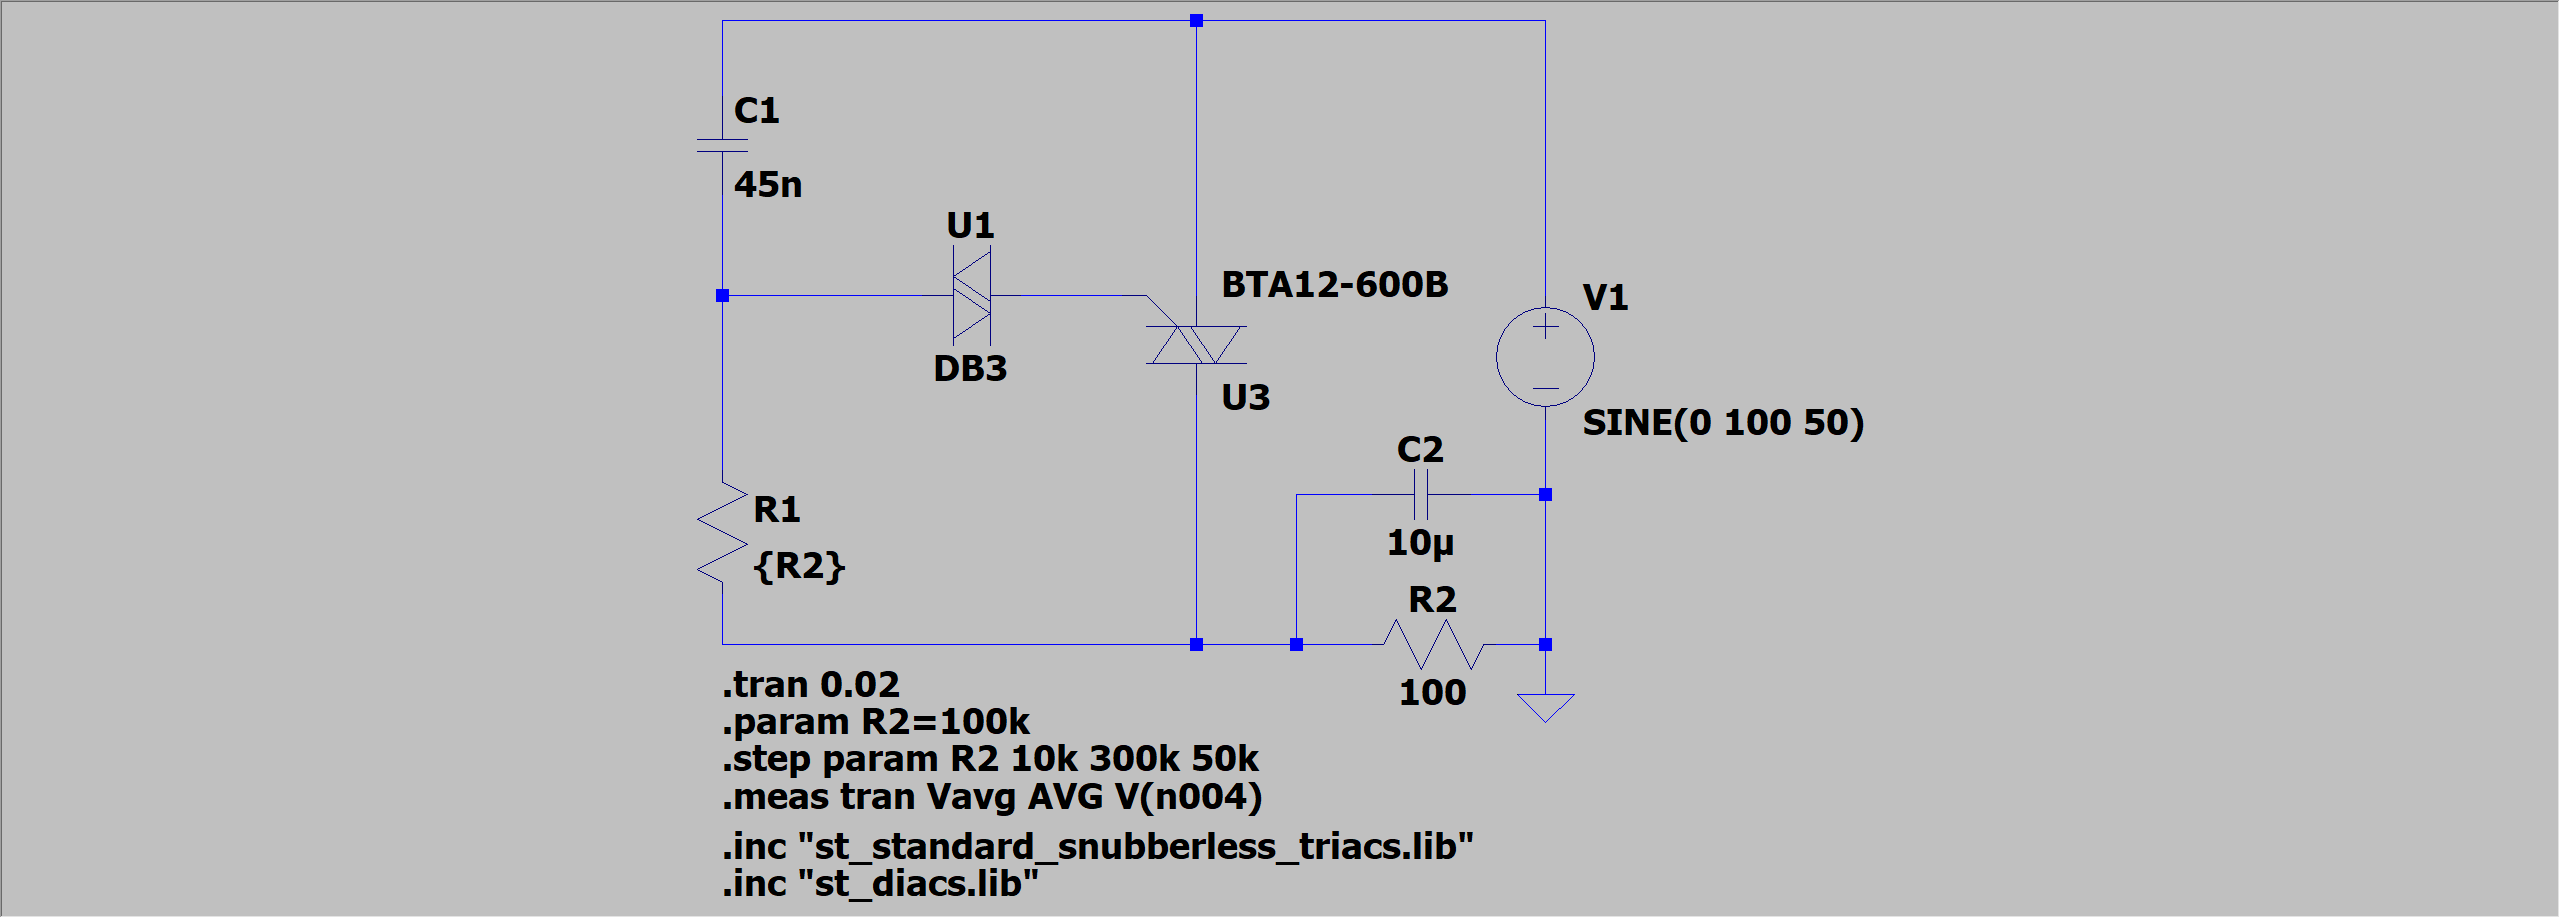 C1
45n
U1
DB3
BTA12-600B
U3
V1
SINE(0 100 50)
C2
10µ
R1
{R2}
R2
100
.tran 0.02
.param R2=100k
.step param R2 10k 300k 50k
.meas tran Vavg AVG V(n004)
.inc "st_standard_snubberless_triacs.lib"
.inc "st_diacs.lib"